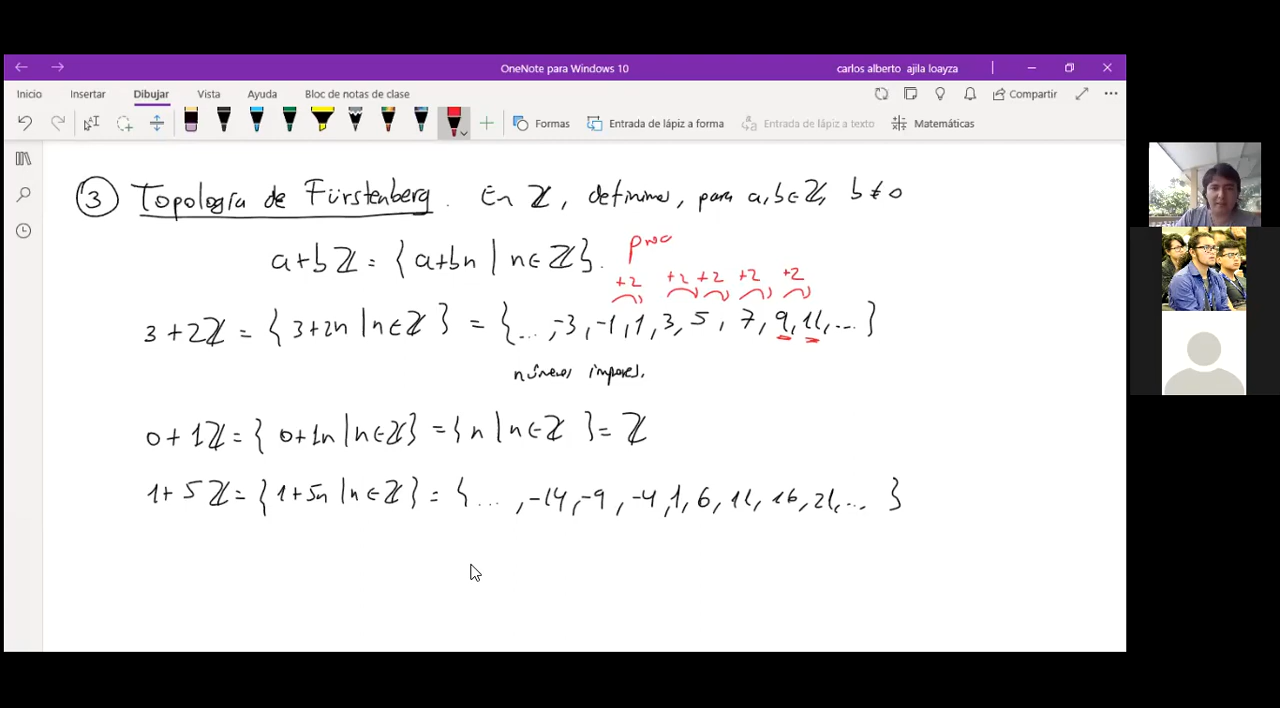 OneNote para Windows 10
carlos alberto ajila loayza
Inicio Insertar Dibujar Vista Ayuda Bloc de notas de clase
Compartir
Formas Entrada de lápiz a forma Entrada de lápiz a texto Matemáticas
③ Topología de Fürstenberg. En ℤ, definimos, para a,b∈ℤ, b≠0
a+bℤ = {a+bn | n∈ℤ}. proc
+2 +2 +2 +2 +2
3+2ℤ = {3+2n | n∈ℤ} = {..., -3, -1, 1, 3, 5, 7, 9, 11, ...}
números impares.
0+1ℤ = {0+1n | n∈ℤ} = {n | n∈ℤ} = ℤ
1+5ℤ = {1+5n | n∈ℤ} = {..., -14, -9, -4, 1, 6, 11, 16, 21, ...}